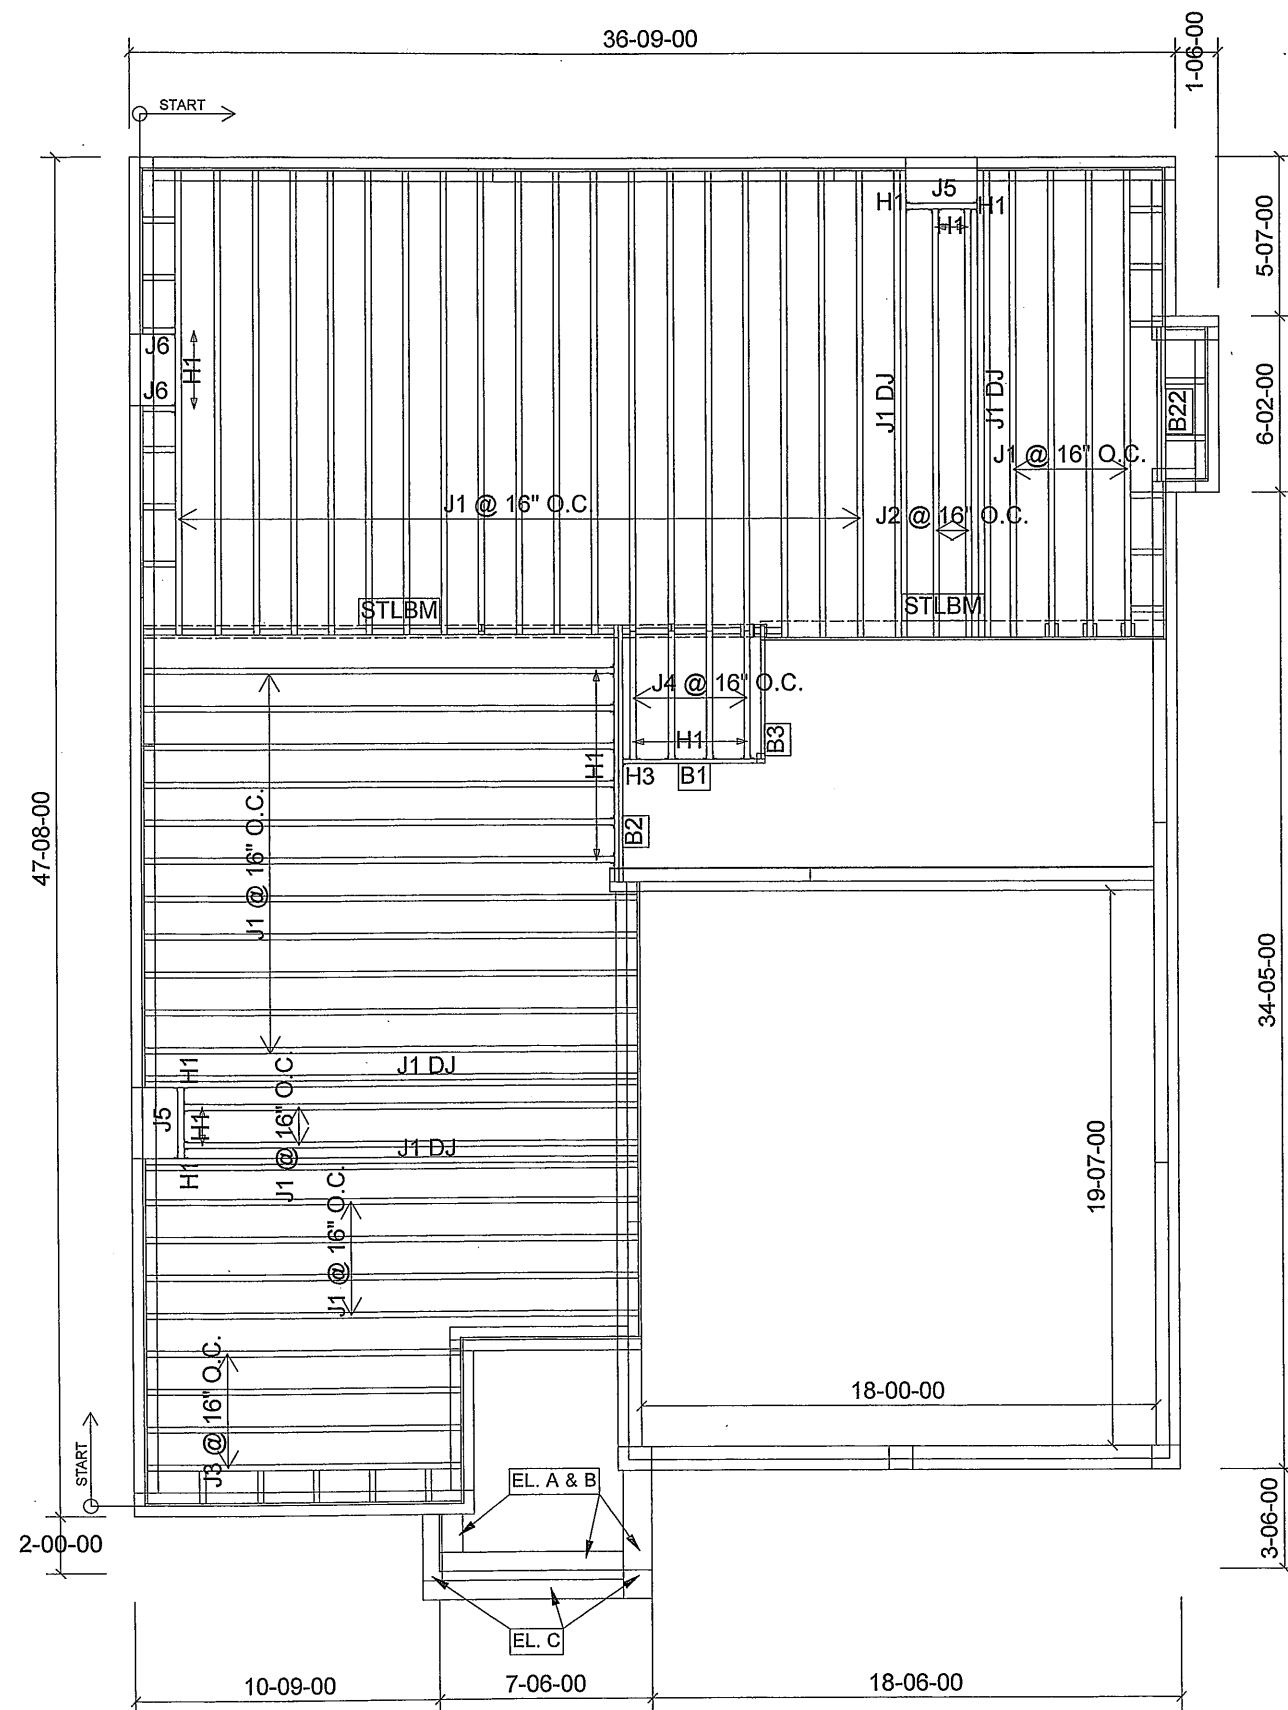 36-09-00
1-06-00
START
5-07-00
J5
H1
H1
H1
J6
J6
H1
J1 DJ
J1 DJ
6-02-00
B22
J1 @ 16" O.C.
J1 @ 16" O.C.
J2 @ 16" O.C.
STLBM
STLBM
J4 @ 16" O.C.
H1
H1
B3
H3
B1
B2
J1 @ 16" O.C.
47-08-00
34-05-00
H1
J1 DJ
J5
H1
J1 @ 16" O.C.
J1 DJ
H1
19-07-00
J1 @ 16" O.C.
J3 @ 16" O.C.
18-00-00
START
EL. A & B
2-00-00
3-06-00
EL. C
10-09-00
7-06-00
18-06-00